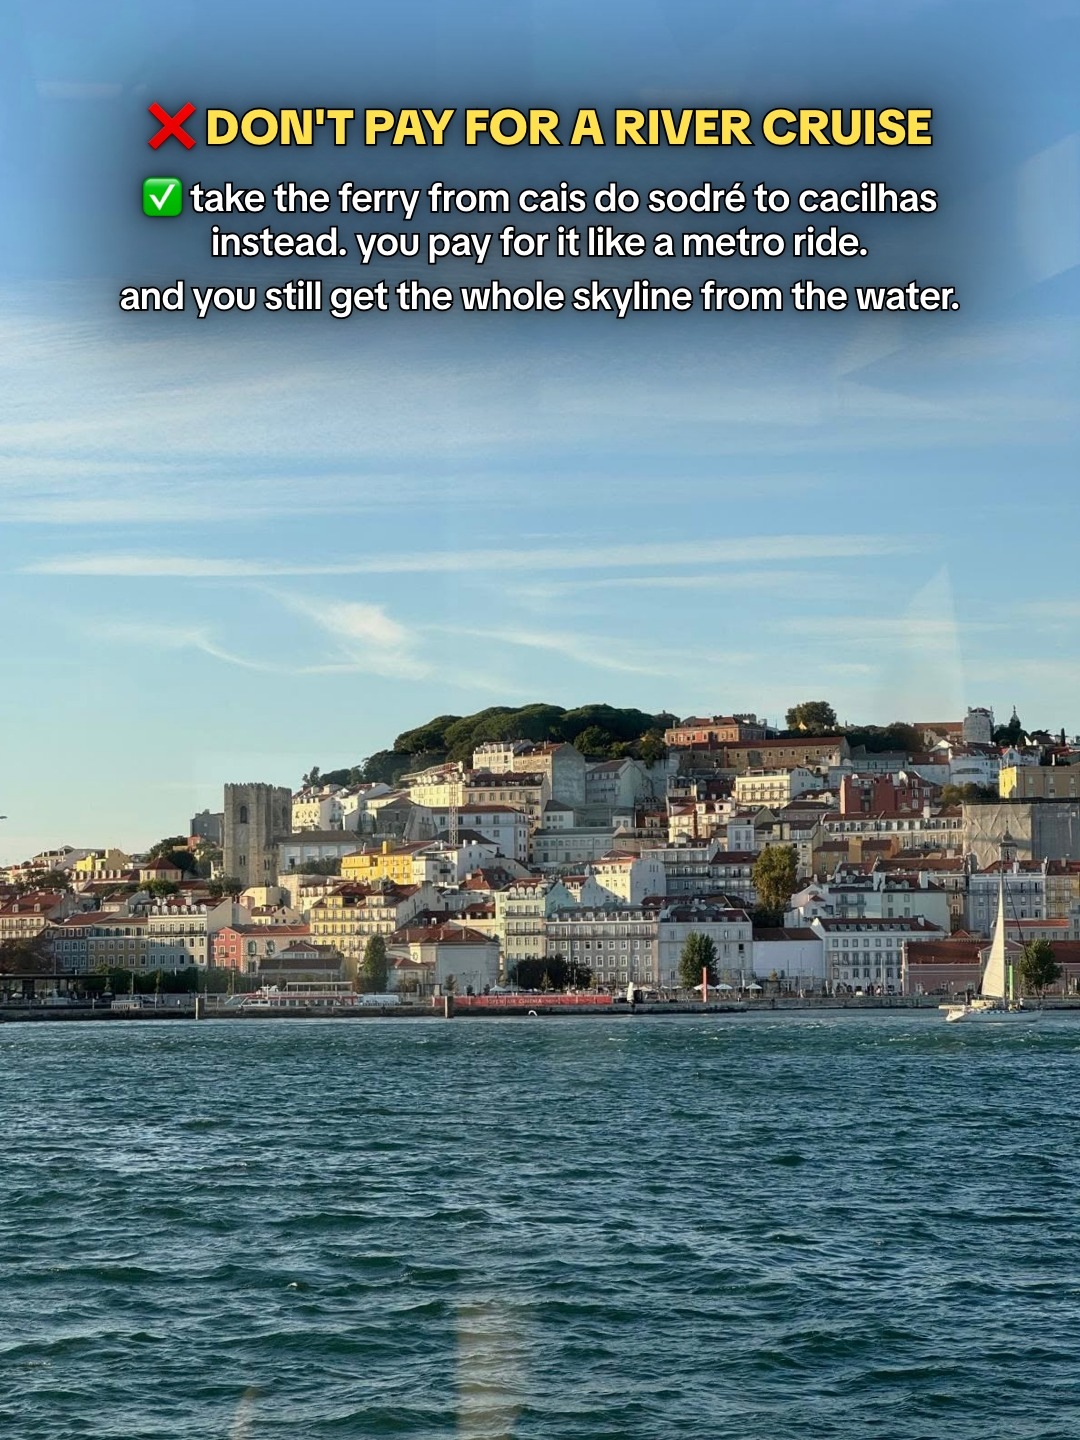 ❌ DON'T PAY FOR A RIVER CRUISE
✅ take the ferry from cais do sodré to cacilhas
instead. you pay for it like a metro ride.
and you still get the whole skyline from the water.